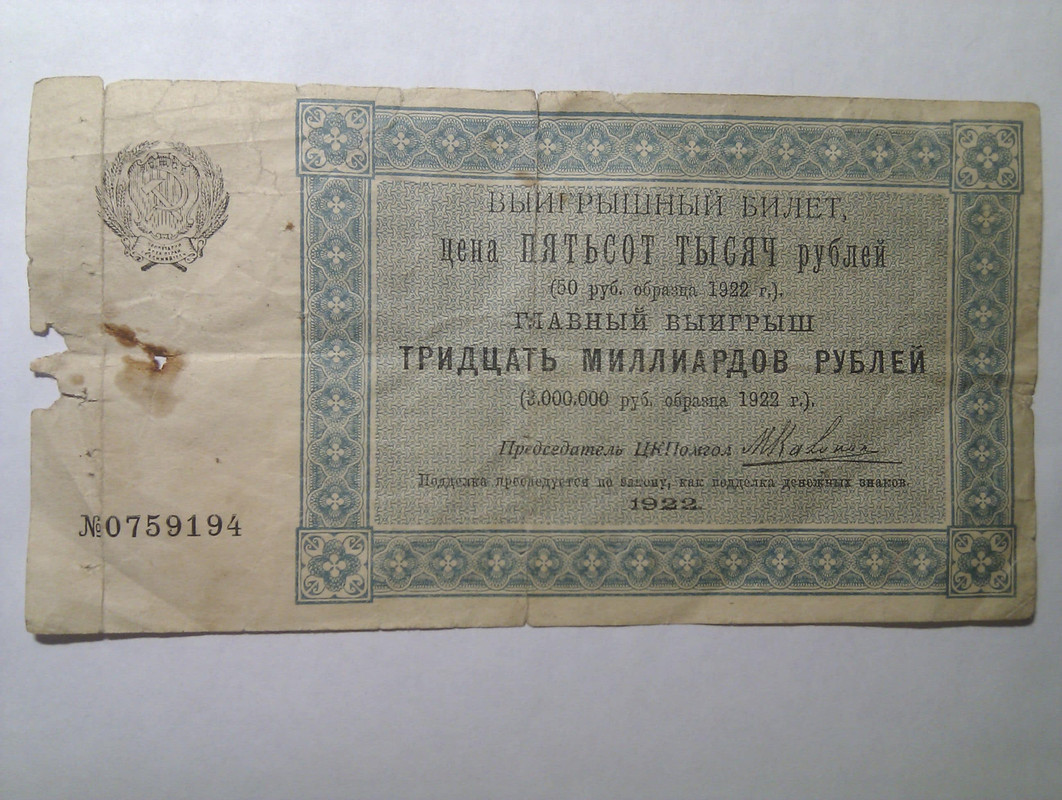 ВЫИГРЫШНЫЙ БИЛЕТ,
цена ПЯТЬСОТ ТЫСЯЧ рублей
(50 руб. образца 1922 г.).
ГЛАВНЫЙ ВЫИГРЫШ
ТРИДЦАТЬ МИЛЛИАРДОВ РУБЛЕЙ
(3.000.000 руб. образца 1922 г.).
Председатель ЦКПомгол MKalinin
Подделка преследуется по закону, как подделка денежных знаков.
1922.
№0759194